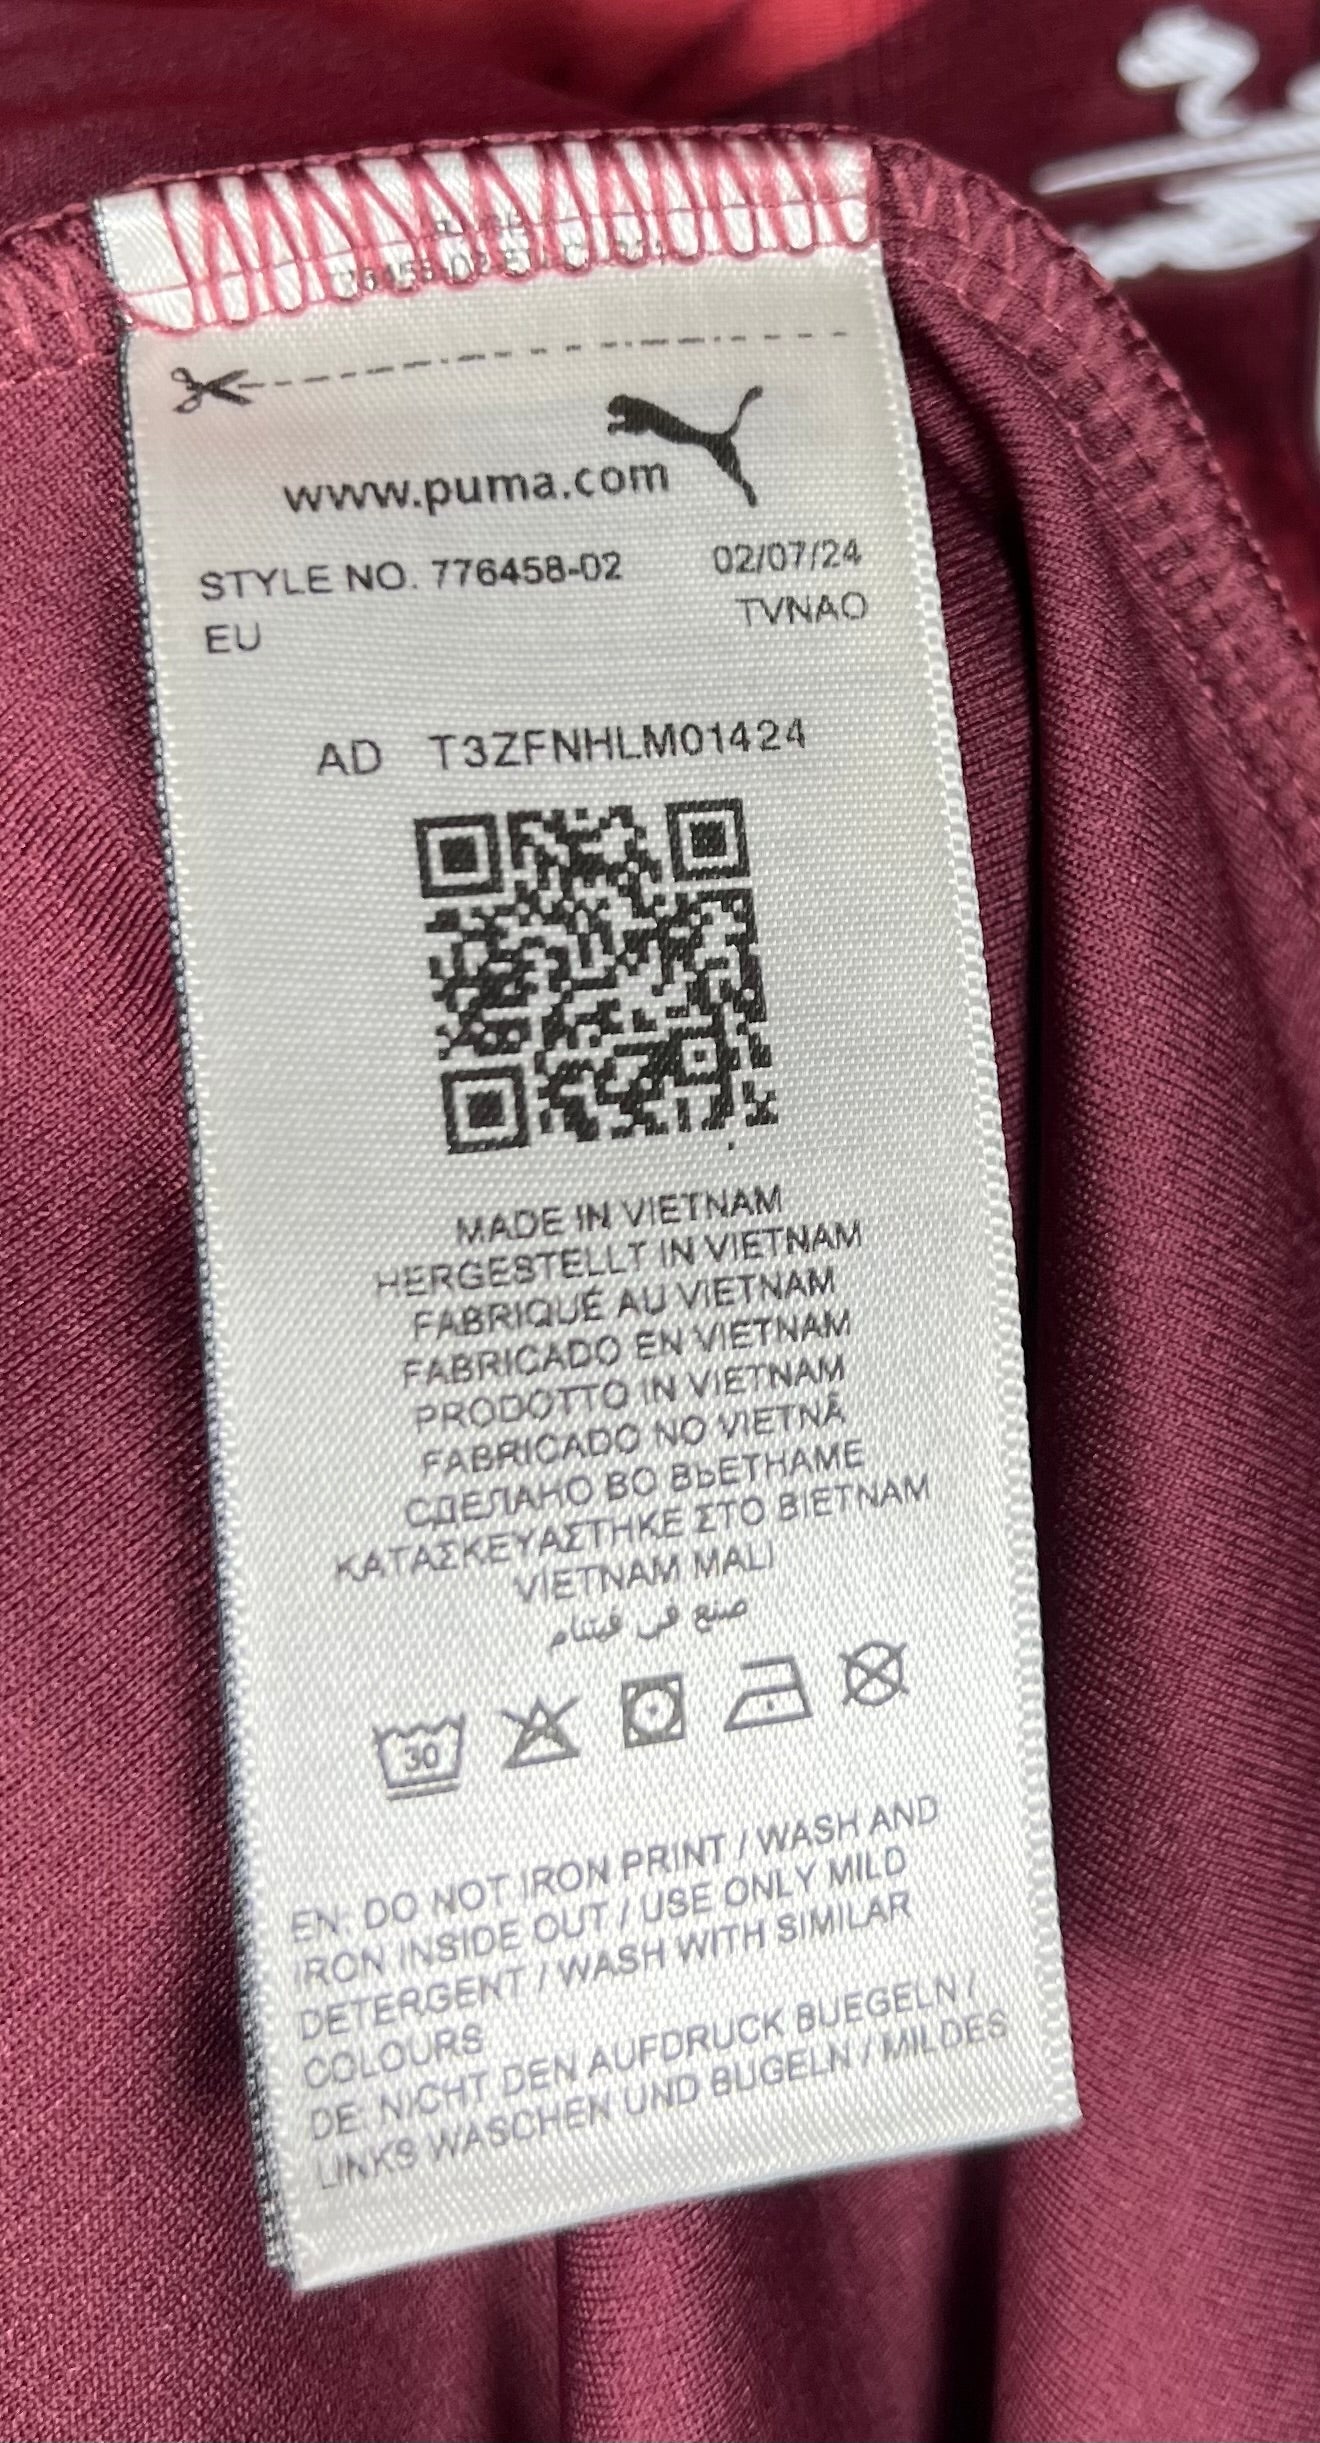 www.puma.com
STYLE NO. 776458-02 02/07/24
EU TVNAO
AD T3ZFNHLM01424
MADE IN VIETNAM
HERGESTELLT IN VIETNAM
FABRIQUÉ AU VIETNAM
FABRICADO EN VIETNAM
PRODOTTO IN VIETNAM
FABRICADO NO VIETNÃ
СДЕЛАНО ВО ВЬЕТНАМЕ
ΚΑΤΑΣΚΕΥΑΣΤΗΚΕ ΣΤΟ ΒΙΕΤΝΑΜ
VIETNAM MALI
صنع في فيتنام
30
EN: DO NOT IRON PRINT / WASH AND
IRON INSIDE OUT / USE ONLY MILD
DETERGENT / WASH WITH SIMILAR
COLOURS
DE: NICHT DEN AUFDRUCK BUEGELN /
LINKS WASCHEN UND BUGELN / MILDES